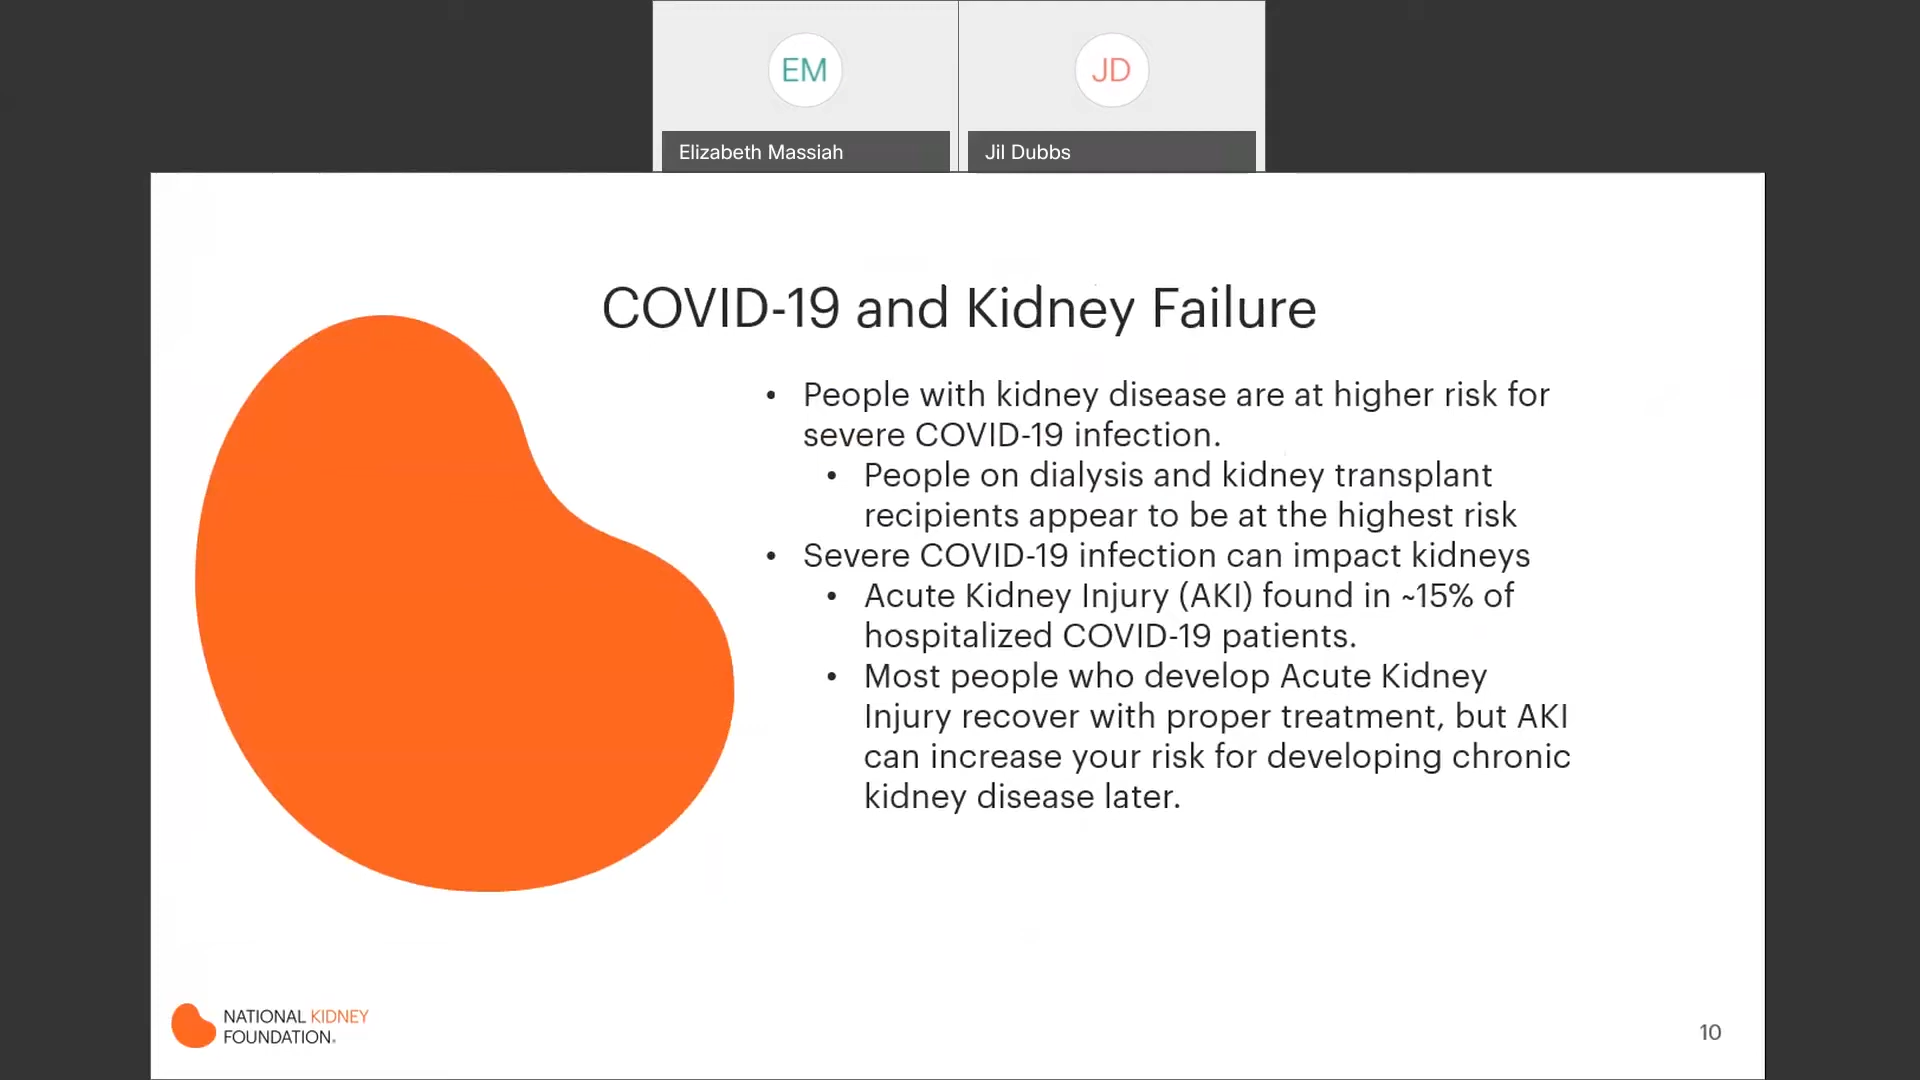 EM
JD
Elizabeth Massiah
Jil Dubbs
COVID-19 and Kidney Failure
• People with kidney disease are at higher risk for
severe COVID-19 infection.
• People on dialysis and kidney transplant
recipients appear to be at the highest risk
• Severe COVID-19 infection can impact kidneys
• Acute Kidney Injury (AKI) found in ~15% of
hospitalized COVID-19 patients.
• Most people who develop Acute Kidney
Injury recover with proper treatment, but AKI
can increase your risk for developing chronic
kidney disease later.
NATIONAL KIDNEY
FOUNDATION®
10